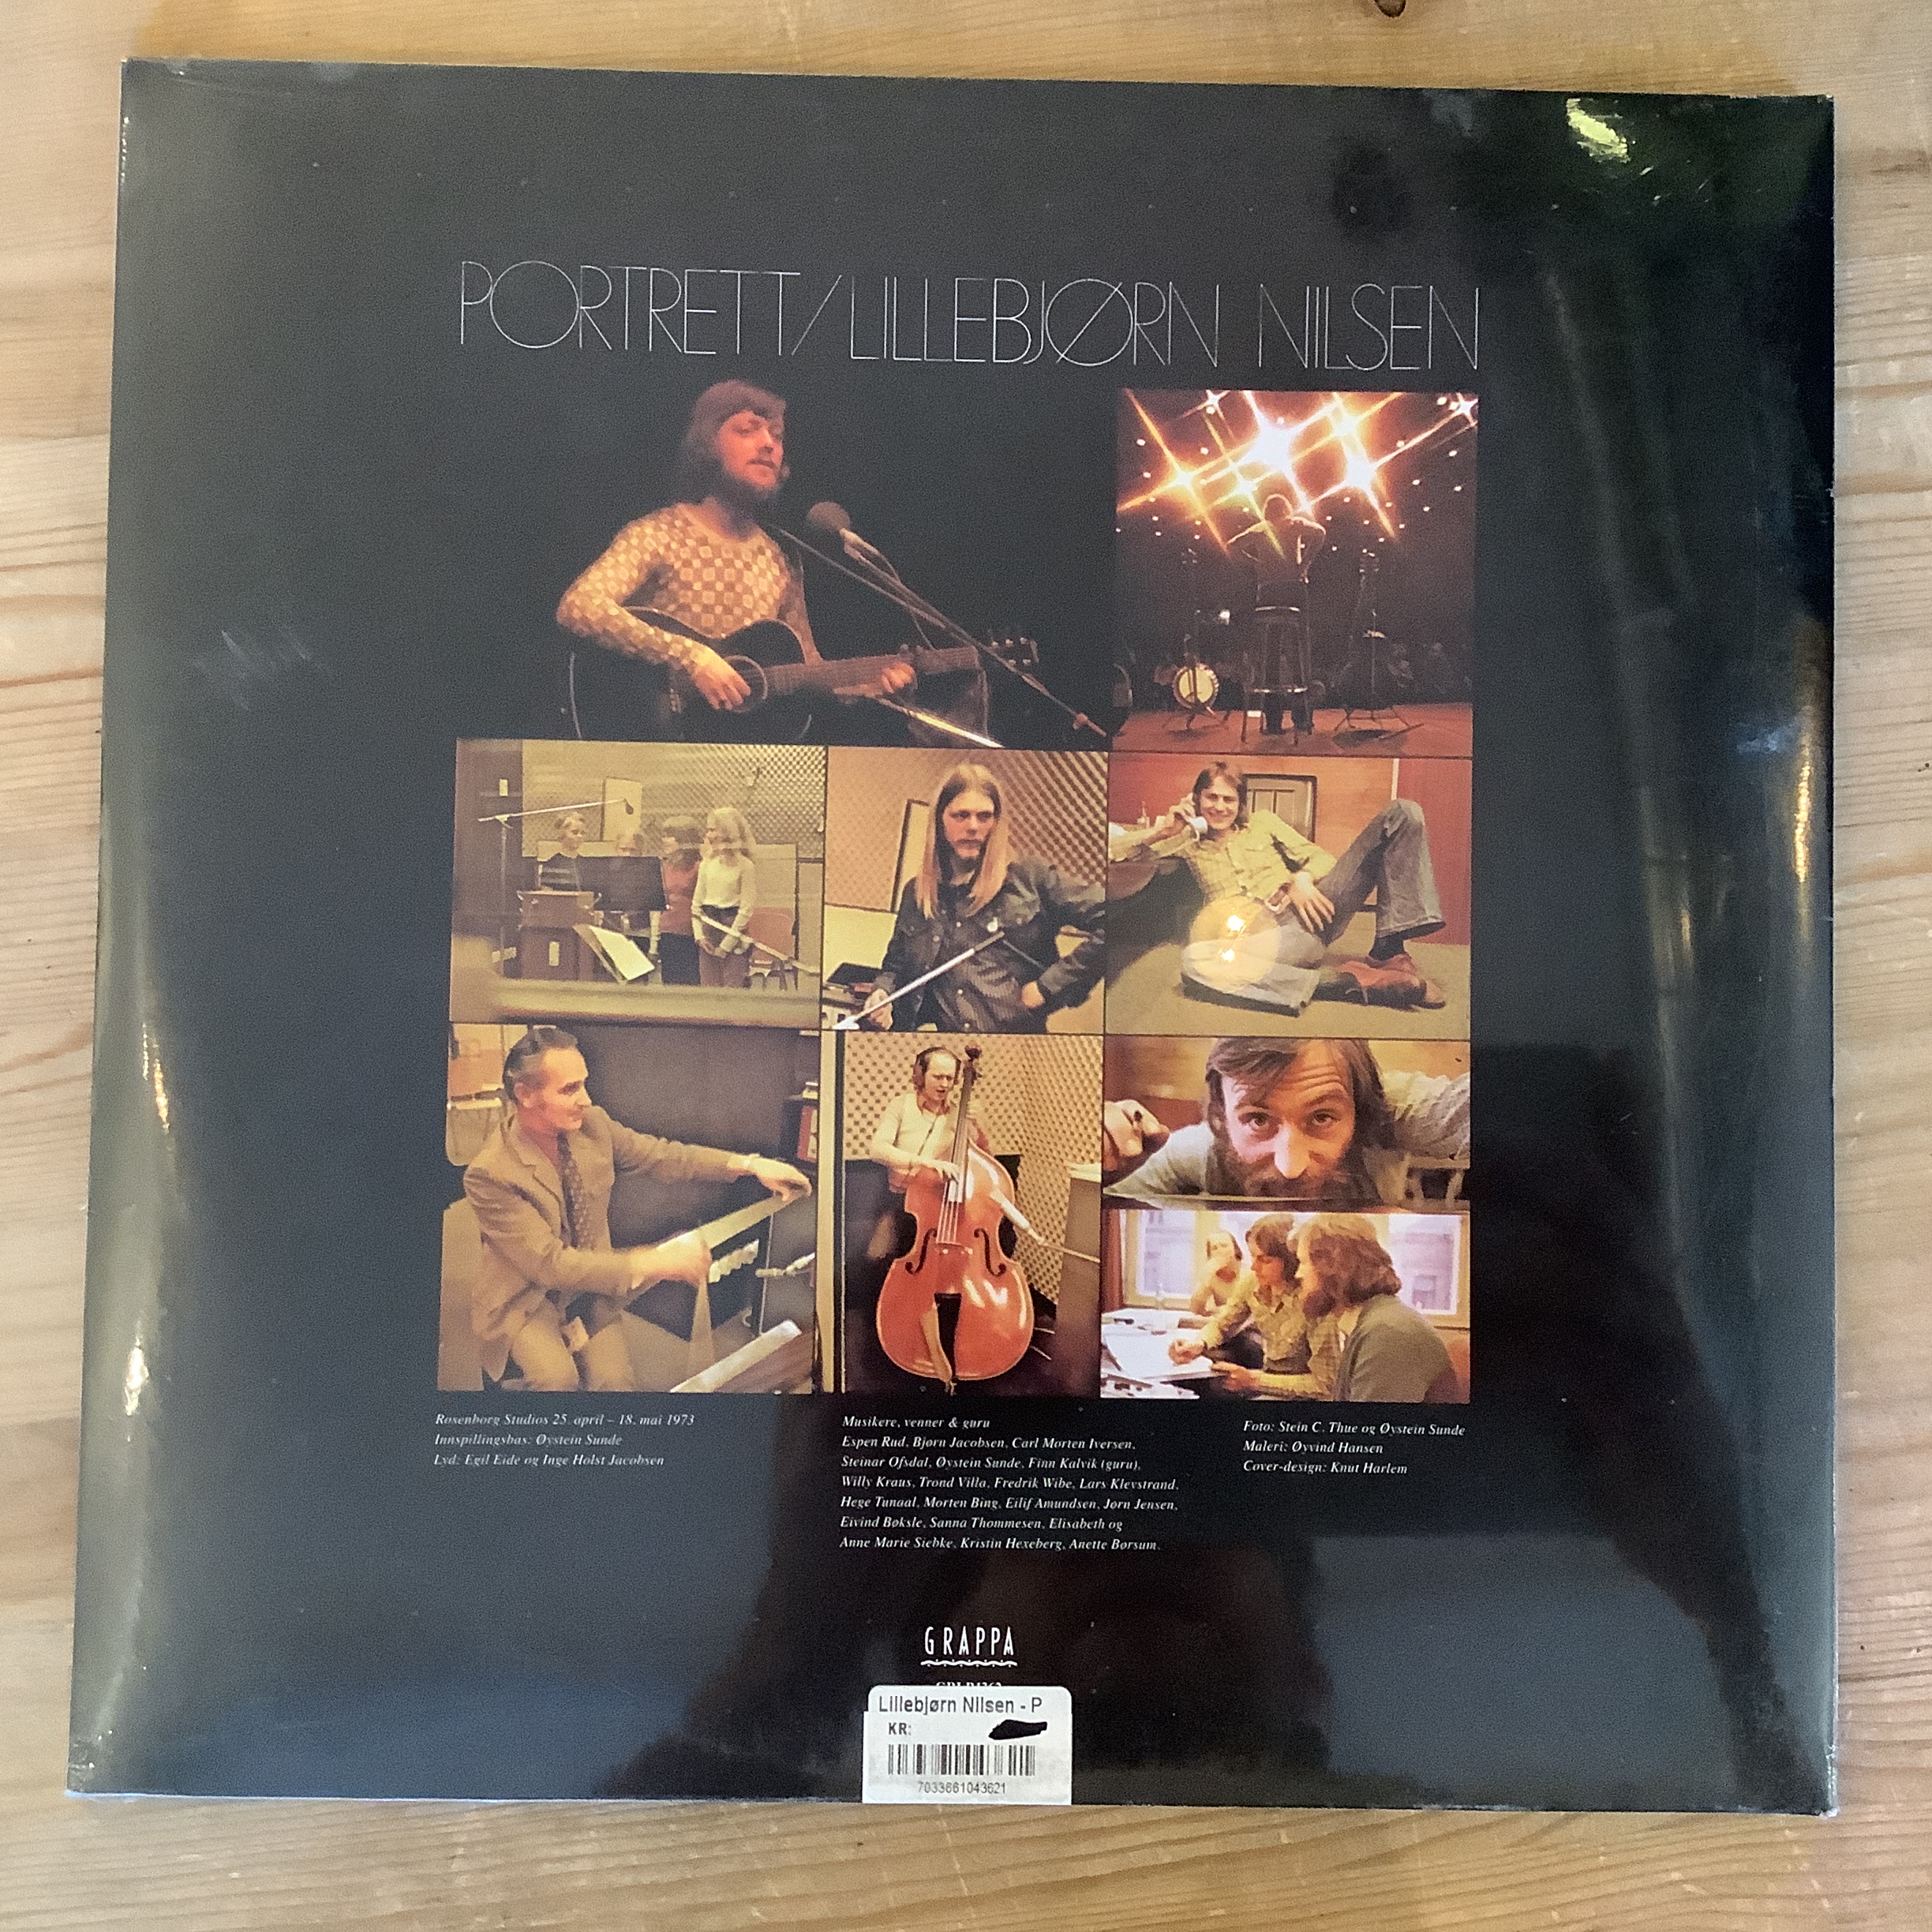 PORTRETT/LILLEBJØRN NILSEN
Rosenborg Studios 25. april – 18. mai 1973
Innspillingsbas: Øystein Sunde
Lyd: Egil Eide og Inge Holst Jacobsen
Musikere, venner & guru
Espen Rud, Bjørn Jacobsen, Carl Morten Iversen,
Steinar Ofsdal, Øystein Sunde, Finn Kalvik (guru),
Willy Kraus, Trond Villa, Fredrik Wibe, Lars Klevstrand,
Hege Tunaal, Morten Bing, Eilif Amundsen, Jørn Jensen,
Eivind Bøksle, Sanna Thommesen, Elisabeth og
Anne Marie Siebke, Kristin Hexeberg, Anette Børsum.
Foto: Stein C. Thue og Øystein Sunde
Maleri: Øyvind Hansen
Cover-design: Knut Harlem
GRAPPA
Lillebjørn Nilsen - P
KR:
7033661043621